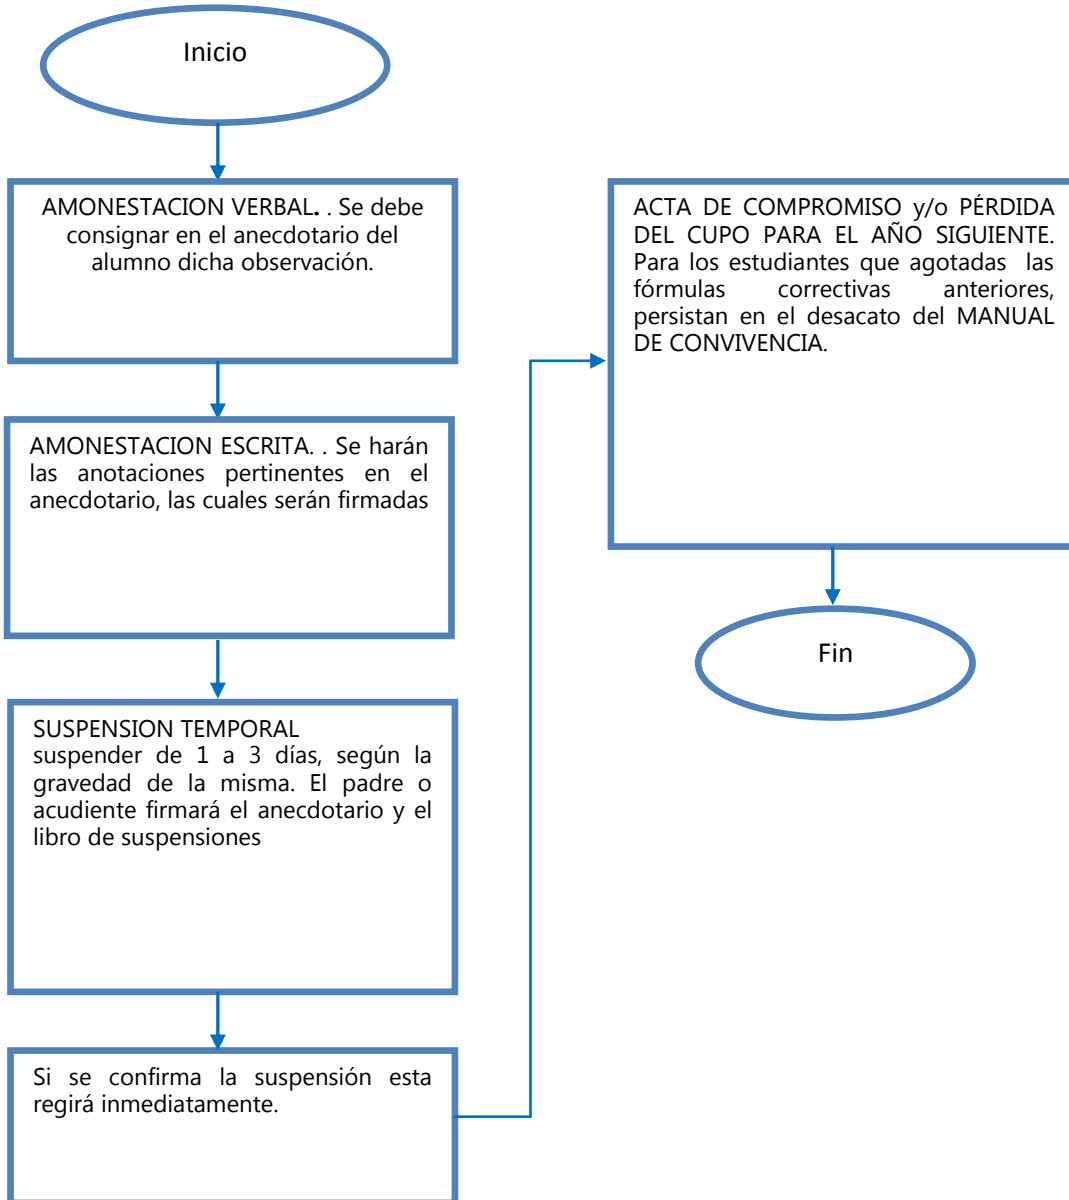 Inicio
AMONESTACION VERBAL. . Se debe
consignar en el anecdotario del
alumno dicha observación.
AMONESTACION ESCRITA. . Se harán
las anotaciones pertinentes en el
anecdotario, las cuales serán firmadas
SUSPENSION TEMPORAL
suspender de 1 a 3 días, según la
gravedad de la misma. El padre o
acudiente firmará el anecdotario y el
libro de suspensiones
Si se confirma la suspensión esta
regirá inmediatamente.
ACTA DE COMPROMISO y/o PÉRDIDA
DEL CUPO PARA EL AÑO SIGUIENTE.
Para los estudiantes que agotadas las
fórmulas correctivas anteriores,
persistan en el desacato del MANUAL
DE CONVIVENCIA.
Fin